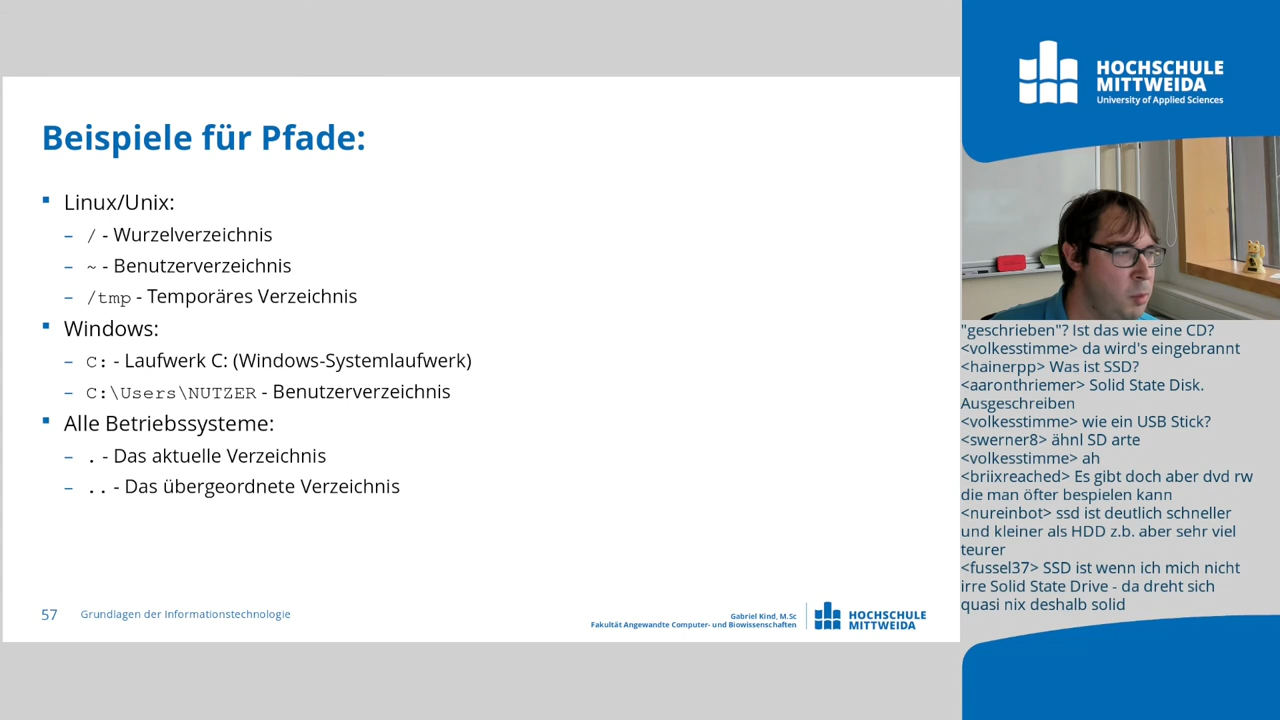 Beispiele für Pfade:
Linux/Unix:
/ - Wurzelverzeichnis
~ - Benutzerverzeichnis
/tmp - Temporäres Verzeichnis
Windows:
C: - Laufwerk C: (Windows-Systemlaufwerk)
C:\Users\NUTZER - Benutzerverzeichnis
Alle Betriebssysteme:
. - Das aktuelle Verzeichnis
.. - Das übergeordnete Verzeichnis
57 Grundlagen der Informationstechnologie
Gabriel Kind, M.Sc
Fakultät Angewandte Computer- und Biowissenschaften
HOCHSCHULE
MITTWEIDA
HOCHSCHULE
MITTWEIDA
University of Applied Sciences
"geschrieben"? Ist das wie eine CD?
<volkesstimme> da wird's eingebrannt
<hainerpp> Was ist SSD?
<aaronthriemer> Solid State Disk.
Ausgeschreiben
<volkesstimme> wie ein USB Stick?
<swerner8> ähnl SD arte
<volkesstimme> ah
<briixreached> Es gibt doch aber dvd rw
die man öfter bespielen kann
<nureinbot> ssd ist deutlich schneller
und kleiner als HDD z.b. aber sehr viel
teurer
<fussel37> SSD ist wenn ich mich nicht
irre Solid State Drive - da dreht sich
quasi nix deshalb solid